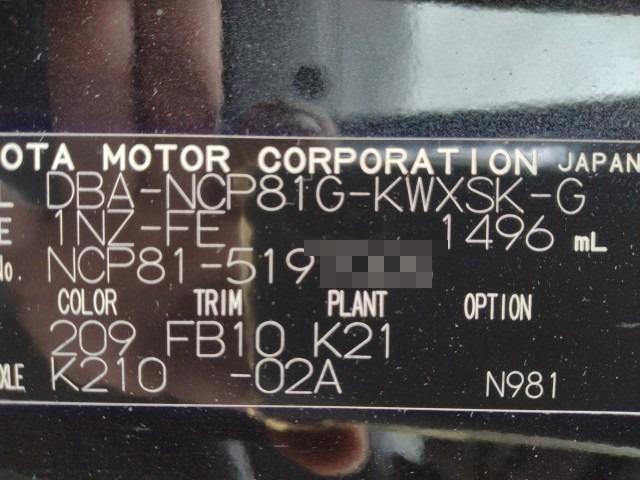 OTA MOTOR CORPORATION JAPAN
L DBA-NCP81G-KWXSK-G
E 1NZ-FE 1496 mL
No. NCP81-519
COLOR TRIM PLANT OPTION
209 FB10 K21
XLE K210 -02A N981